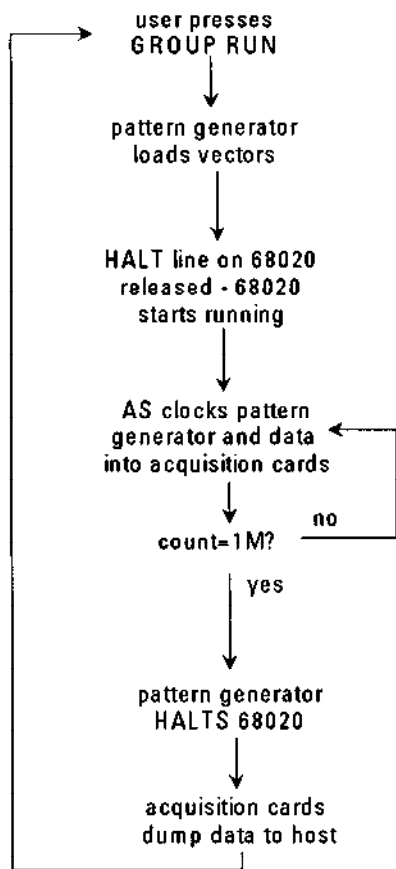 user presses
GROUP RUN
pattern generator
loads vectors
HALT line on 68020
released - 68020
starts running
AS clocks pattern
generator and data
into acquisition cards
count=1M?
no
yes
pattern generator
HALTS 68020
acquisition cards
dump data to host